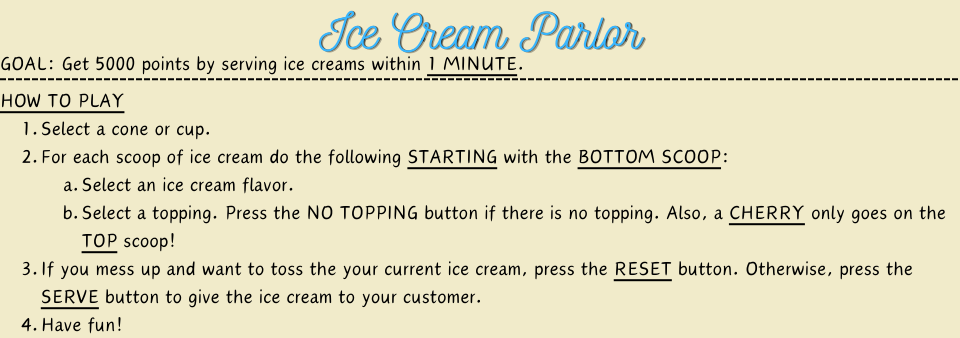 Ice Cream Parlor
GOAL: Get 5000 points by serving ice creams within 1 MINUTE.
HOW TO PLAY
1. Select a cone or cup.
2. For each scoop of ice cream do the following STARTING with the BOTTOM SCOOP:
a. Select an ice cream flavor.
b. Select a topping. Press the NO TOPPING button if there is no topping. Also, a CHERRY only goes on the
TOP scoop!
3. If you mess up and want to toss the your current ice cream, press the RESET button. Otherwise, press the
SERVE button to give the ice cream to your customer.
4. Have fun!